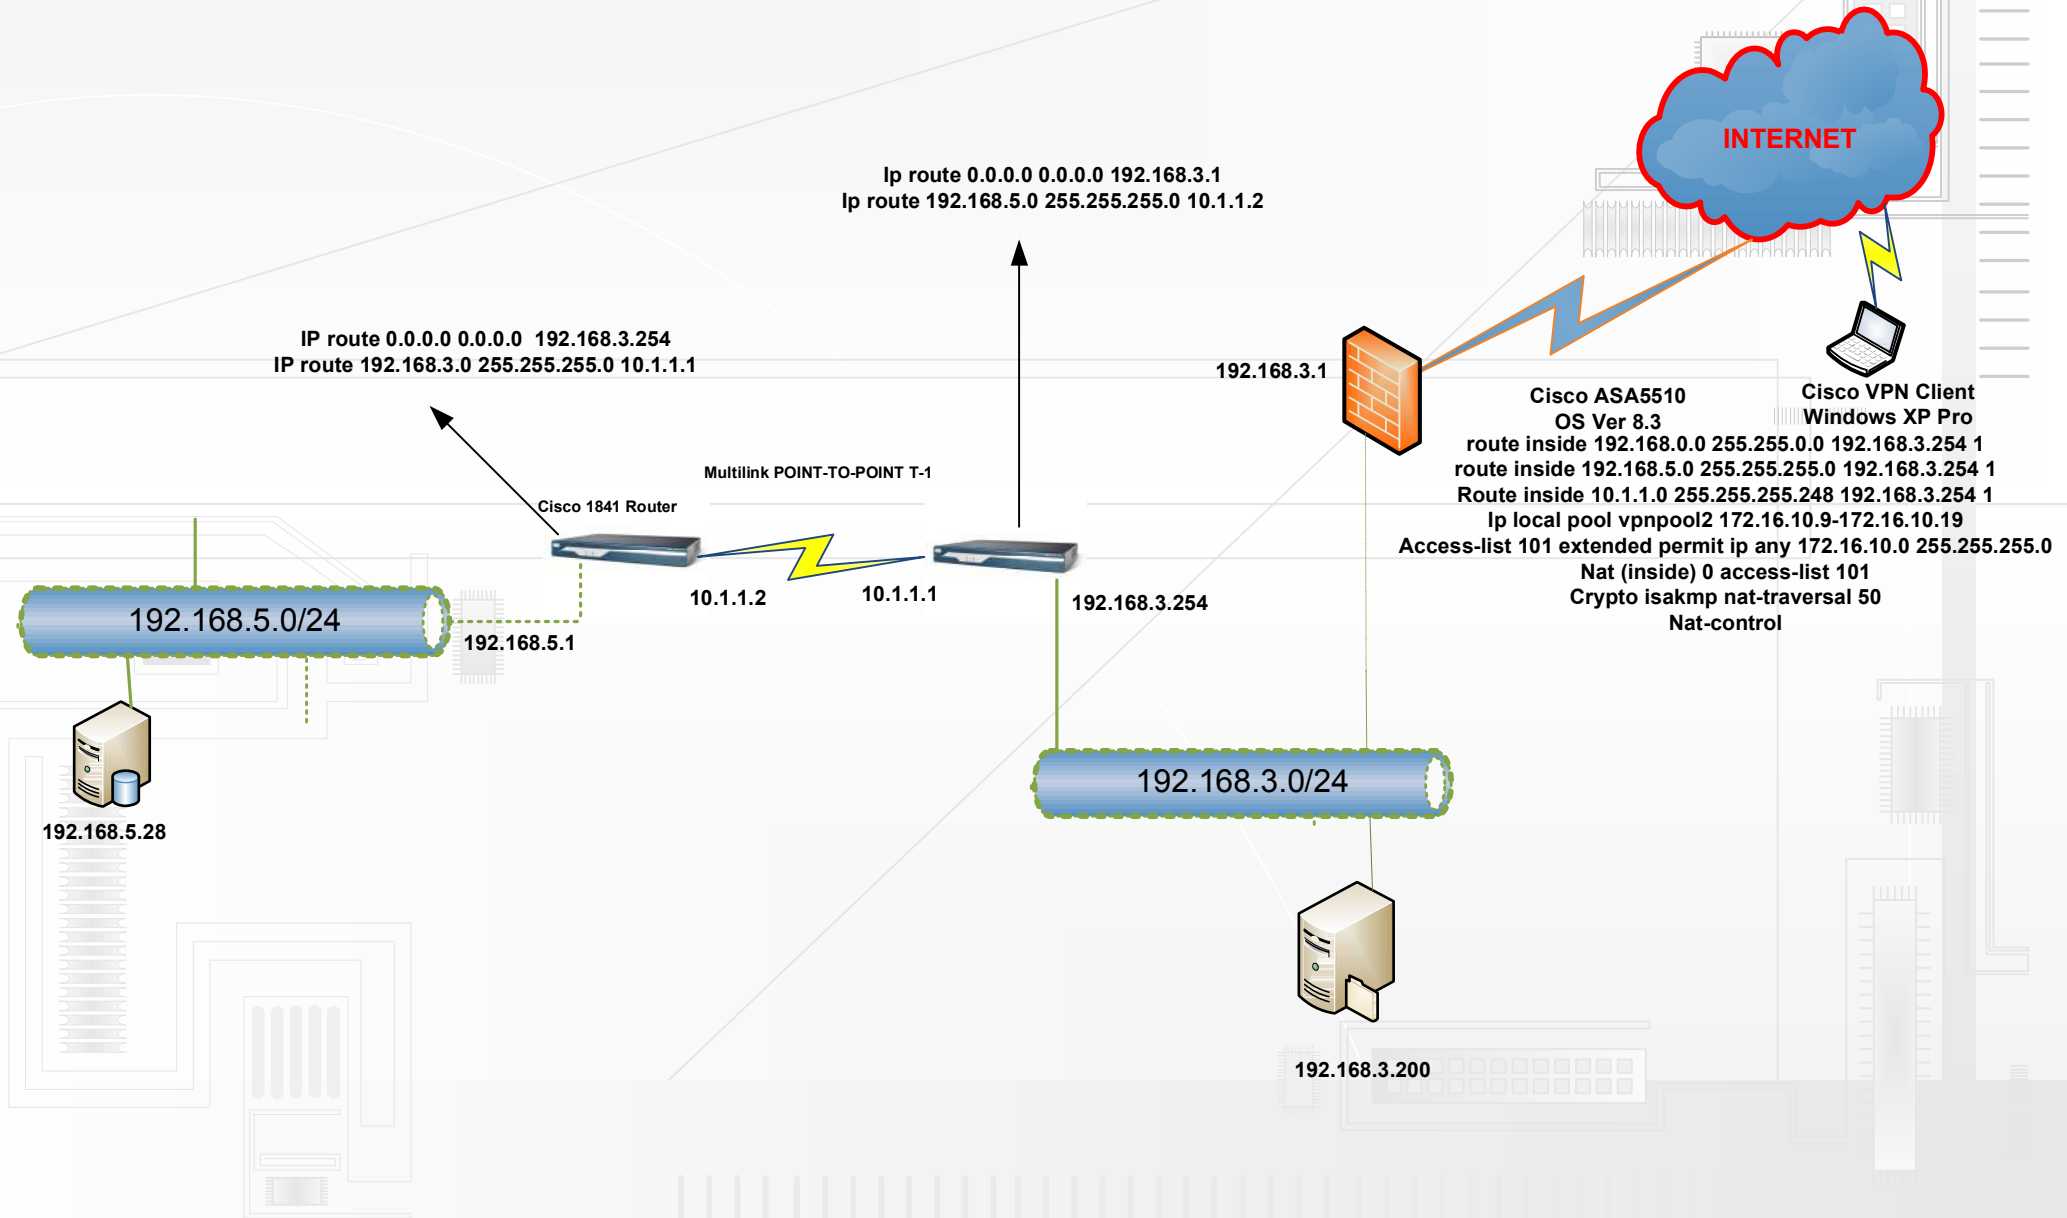 INTERNET
Ip route 0.0.0.0 0.0.0.0 192.168.3.1
Ip route 192.168.5.0 255.255.255.0 10.1.1.2
IP route 0.0.0.0 0.0.0.0  192.168.3.254
IP route 192.168.3.0 255.255.255.0 10.1.1.1
192.168.3.1
Cisco ASA5510
OS Ver 8.3
Cisco VPN Client
Windows XP Pro
route inside 192.168.0.0 255.255.0.0 192.168.3.254 1
route inside 192.168.5.0 255.255.255.0 192.168.3.254 1
Route inside 10.1.1.0 255.255.255.248 192.168.3.254 1
Ip local pool vpnpool2 172.16.10.9-172.16.10.19
Access-list 101 extended permit ip any 172.16.10.0 255.255.255.0
Nat (inside) 0 access-list 101
Crypto isakmp nat-traversal 50
Nat-control
Multilink POINT-TO-POINT T-1
Cisco 1841 Router
10.1.1.2
10.1.1.1
192.168.3.254
192.168.5.0/24
192.168.5.1
192.168.5.28
192.168.3.0/24
192.168.3.200